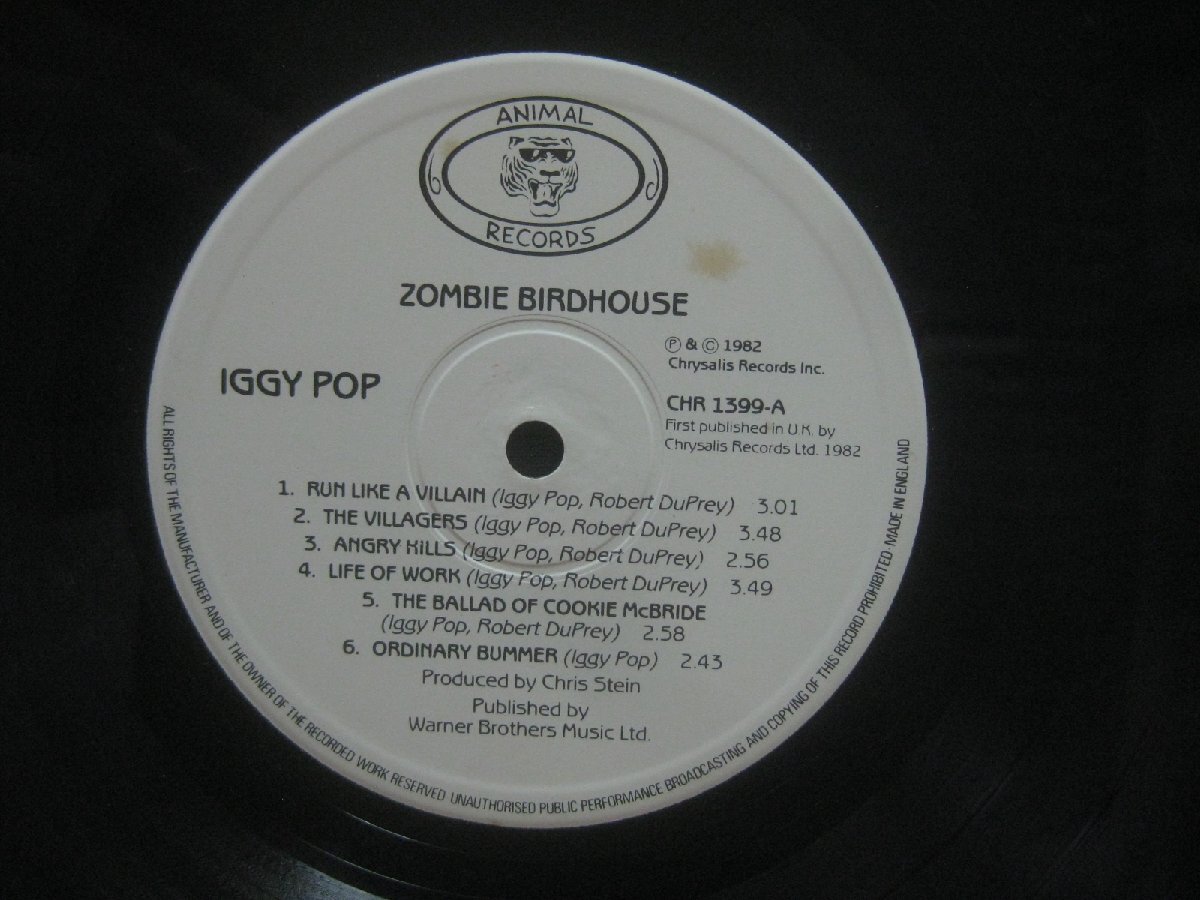 ANIMAL
RECORDS
ZOMBIE BIRDHOUSE
IGGY POP
Ⓟ & © 1982
Chrysalis Records Inc.
CHR 1399-A
First published in U.K. by
Chrysalis Records Ltd. 1982
1. RUN LIKE A VILLAIN (Iggy Pop, Robert DuPrey) 3.01
2. THE VILLAGERS (Iggy Pop, Robert DuPrey) 3.48
3. ANGRY HILLS (Iggy Pop, Robert DuPrey) 2.56
4. LIFE OF WORK (Iggy Pop, Robert DuPrey) 3.49
5. THE BALLAD OF COOKIE McBRIDE
(Iggy Pop, Robert DuPrey) 2.58
6. ORDINARY BUMMER (Iggy Pop) 2.43
Produced by Chris Stein
Published by
Warner Brothers Music Ltd.
ALL RIGHTS OF THE MANUFACTURER AND OF THE OWNER OF THE RECORDED WORK RESERVED UNAUTHORISED PUBLIC PERFORMANCE BROADCASTING AND COPYING OF THIS RECORD PROHIBITED · MADE IN ENGLAND